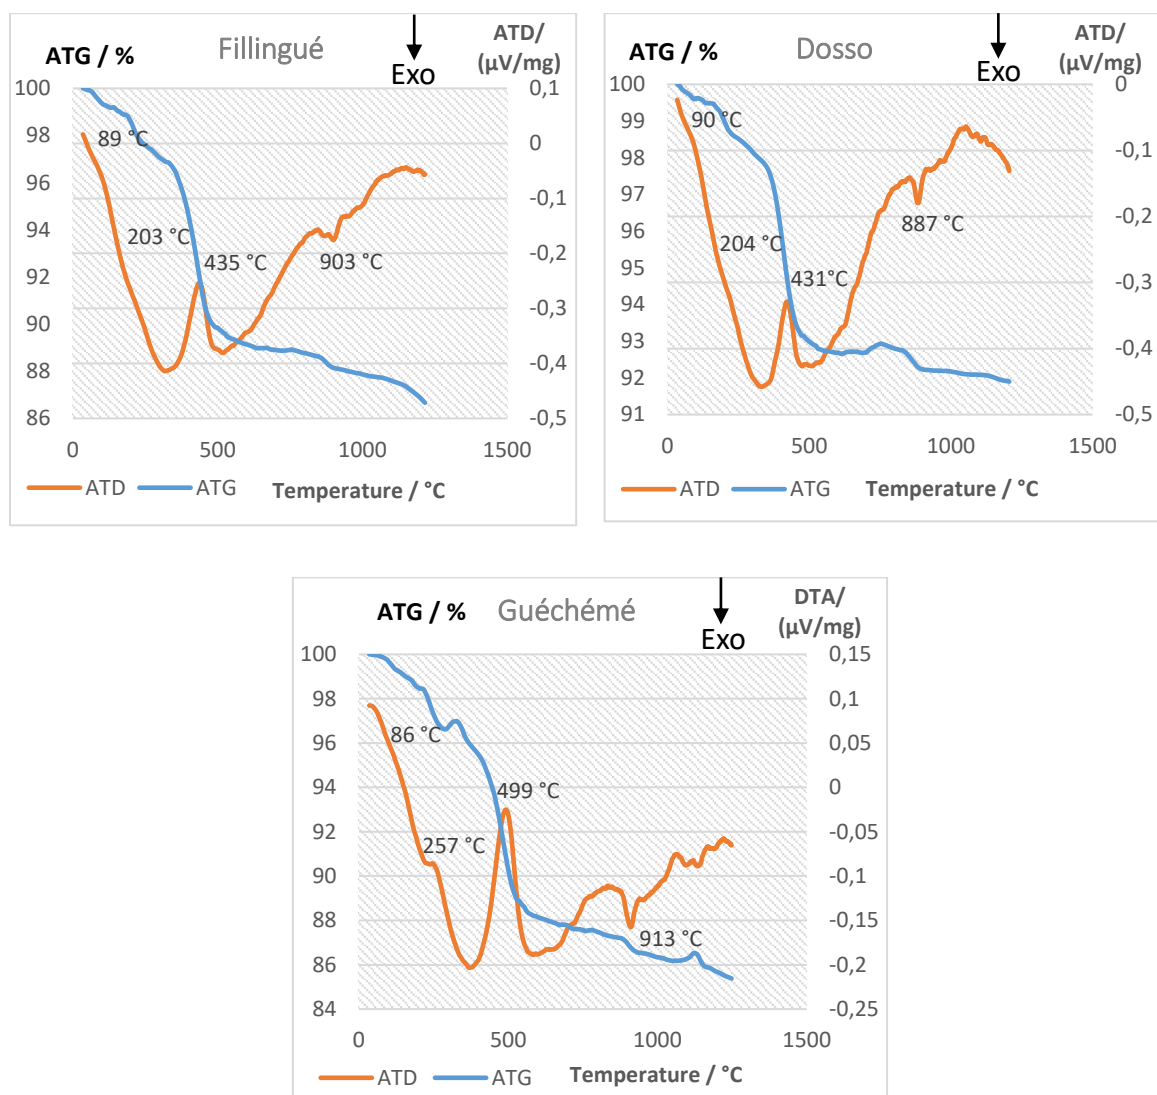 ATG / %
Fillingué
Exo
ATD/
(µV/mg)
100
98
96
94
92
90
88
86
0,1
0
-0,1
-0,2
-0,3
-0,4
-0,5
89 °C
203 °C
435 °C
903 °C
0
500
1000
1500
ATD
ATG
Temperature / °C
ATG / %
Dosso
Exo
ATD/
(µV/mg)
100
99
98
97
96
95
94
93
92
91
0
-0,1
-0,2
-0,3
-0,4
-0,5
90 °C
204 °C
431°C
887 °C
0
500
1000
1500
ATD
ATG
Temperature / °C
ATG / %
Guéchémé
Exo
DTA/
(µV/mg)
100
98
96
94
92
90
88
86
84
0,15
0,1
0,05
0
-0,05
-0,1
-0,15
-0,2
-0,25
86 °C
257 °C
499 °C
913 °C
0
500
1000
1500
ATD
ATG
Temperature / °C